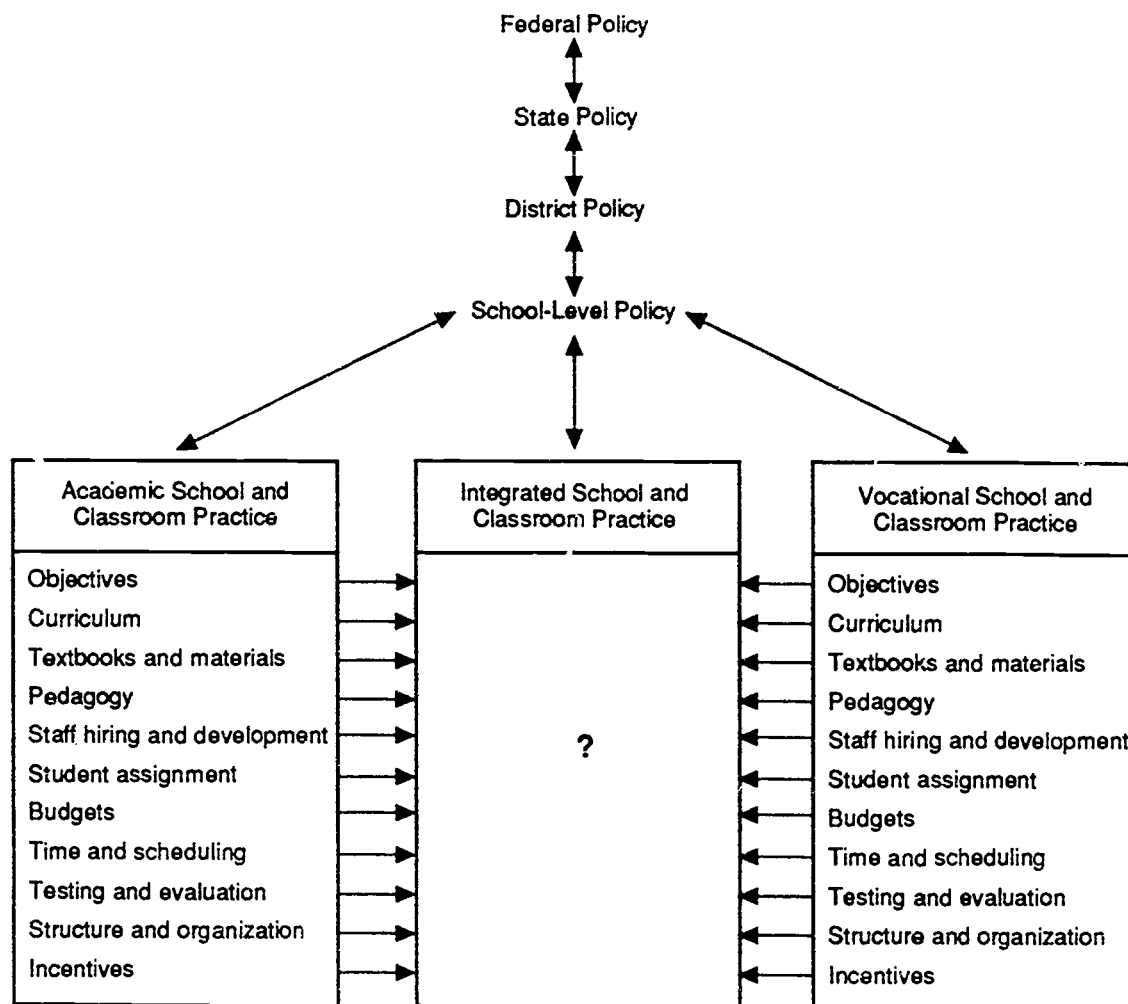 Federal Policy
State Policy
District Policy
School-Level Policy
Academic School and
Classroom Practice
Objectives
Curriculum
Textbooks and materials
Pedagogy
Staff hiring and development
Student assignment
Budgets
Time and scheduling
Testing and evaluation
Structure and organization
Incentives
Integrated School and
Classroom Practice
?
Vocational School and
Classroom Practice
Objectives
Curriculum
Textbooks and materials
Pedagogy
Staff hiring and development
Student assignment
Budgets
Time and scheduling
Testing and evaluation
Structure and organization
Incentives